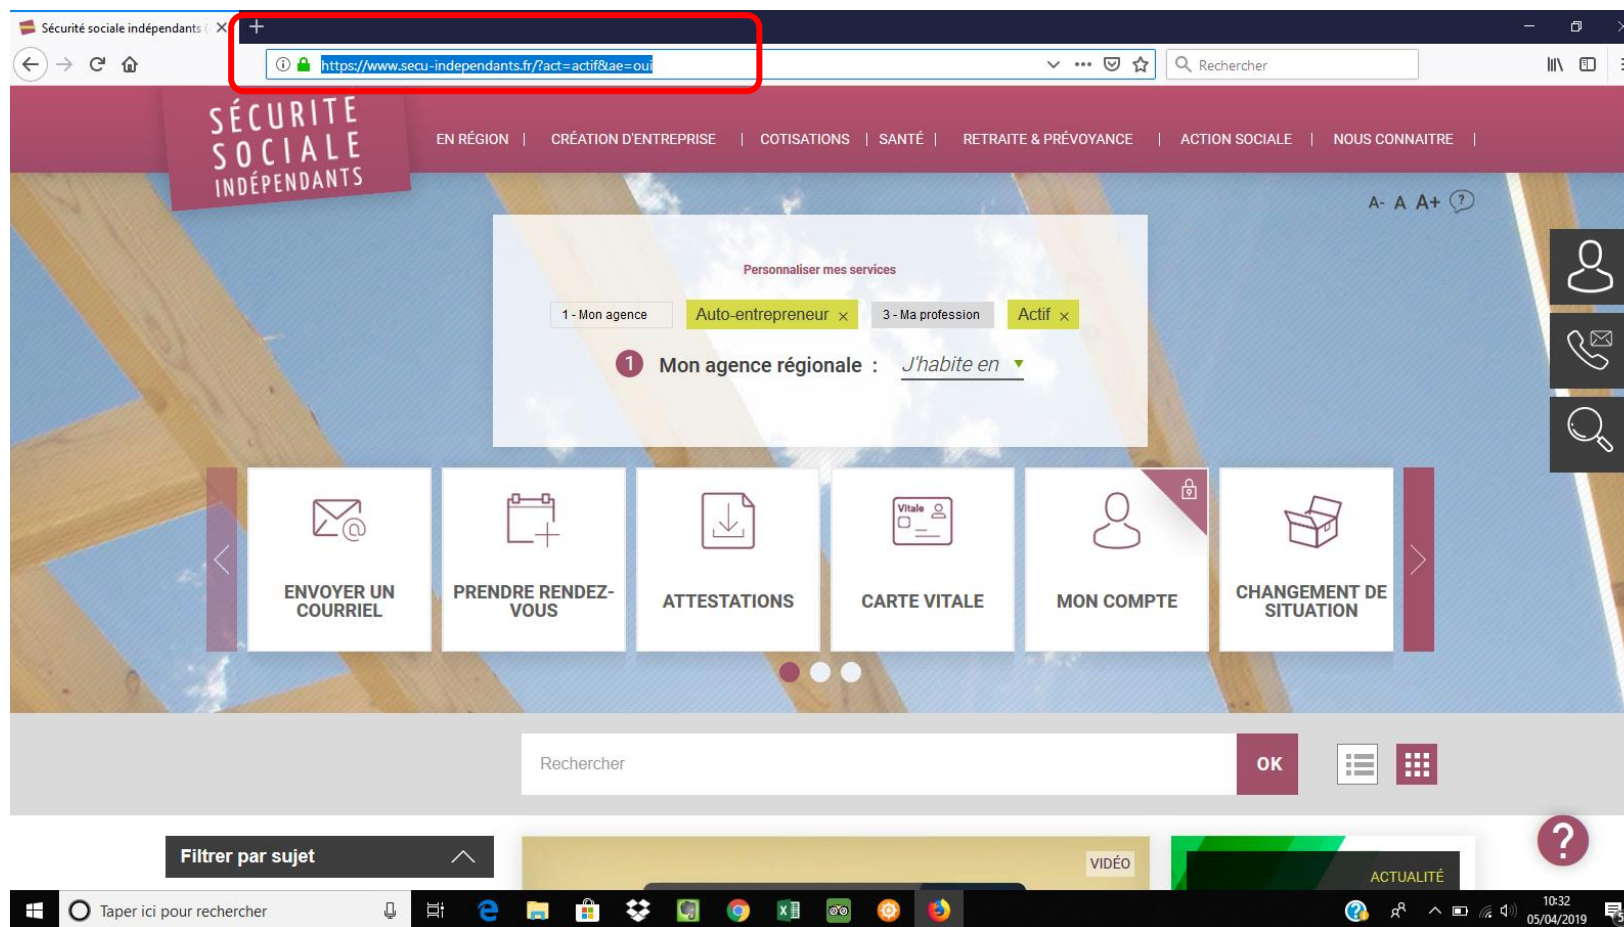 Sécurité sociale indépendants (
https://www.secu-independants.fr/?act=actif&ae=oui
Rechercher
SÉCURITE
SOCIALE
INDÉPENDANTS
EN RÉGION | CRÉATION D'ENTREPRISE | COTISATIONS | SANTÉ | RETRAITE & PRÉVOYANCE | ACTION SOCIALE | NOUS CONNAITRE |
A- A A+ ?
Personnaliser mes services
1 - Mon agence
Auto-entrepreneur ×
3 - Ma profession
Actif ×
1 Mon agence régionale : J'habite en
ENVOYER UN
COURRIEL
PRENDRE RENDEZ-
VOUS
ATTESTATIONS
Vitale
CARTE VITALE
MON COMPTE
CHANGEMENT DE
SITUATION
Rechercher
OK
?
Filtrer par sujet
VIDÉO
ACTUALITÉ
Taper ici pour rechercher
10:32
05/04/2019
5